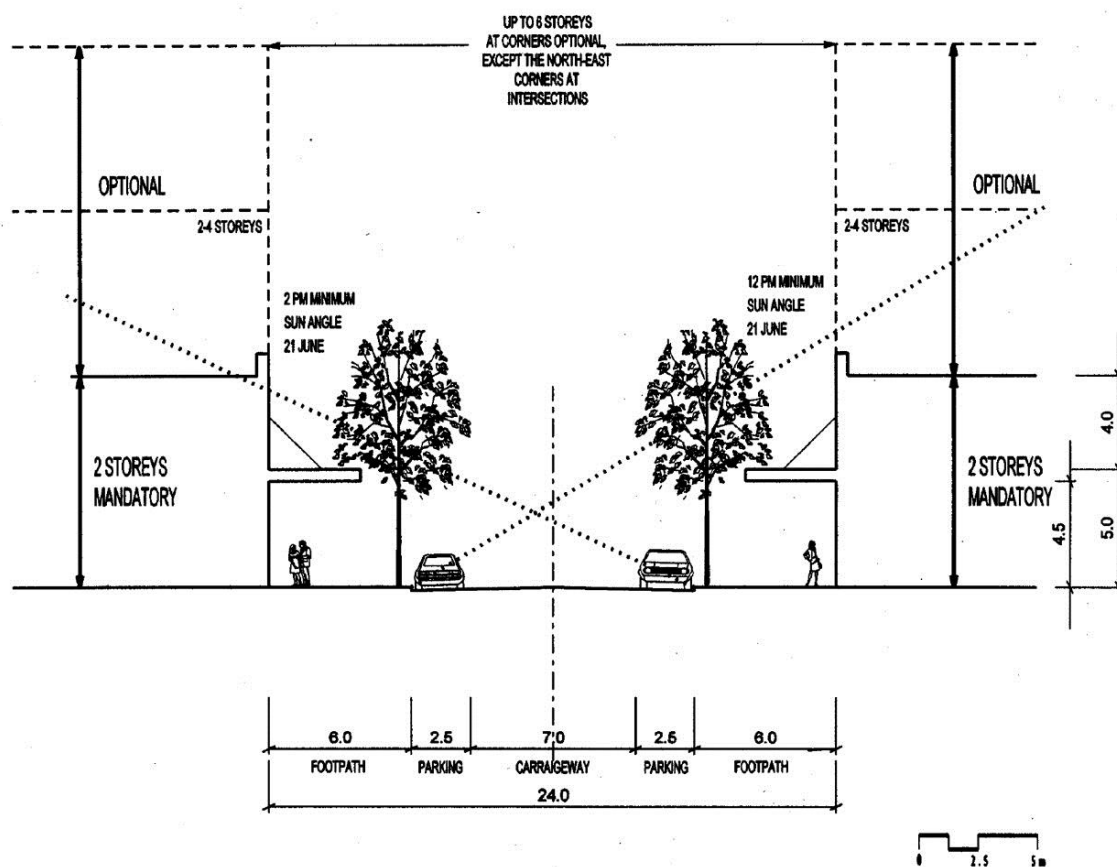 UP TO 6 STOREYS
AT CORNERS OPTIONAL,
EXCEPT THE NORTH-EAST
CORNERS AT
INTERSECTIONS
OPTIONAL
OPTIONAL
2-4 STOREYS
2-4 STOREYS
2 PM MINIMUM
SUN ANGLE
21 JUNE
12 PM MINIMUM
SUN ANGLE
21 JUNE
2 STOREYS
MANDATORY
2 STOREYS
MANDATORY
4.0
4.5
5.0
6.0 2.5 7.0 2.5 6.0
FOOTPATH PARKING CARRAIGEWAY PARKING FOOTPATH
24.0
0 2.5 5m